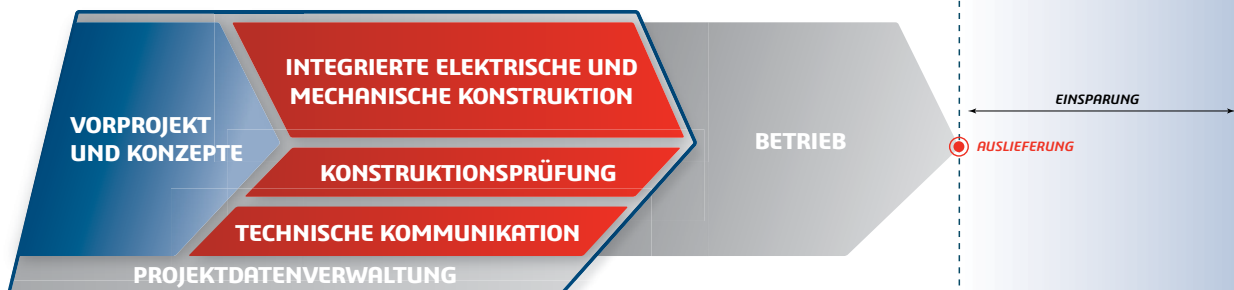 INTEGRIERTE ELEKTRISCHE UND
MECHANISCHE KONSTRUKTION
VORPROJEKT
UND KONZEPTE
KONSTRUKTIONSPRÜFUNG
TECHNISCHE KOMMUNIKATION
PROJEKTDATENVERWALTUNG
BETRIEB
EINSPARUNG
AUSLIEFERUNG